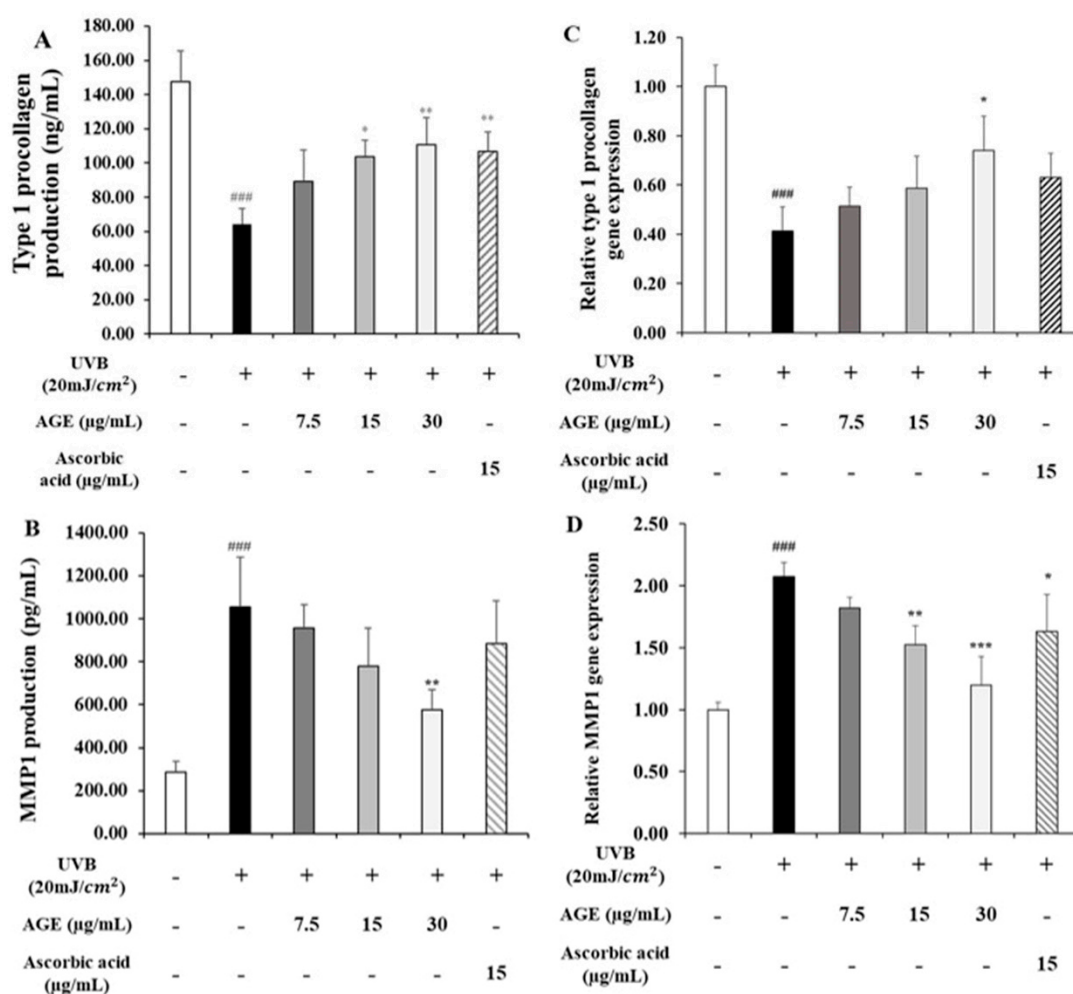 A
Type 1 procollagen
production (ng/mL)
180.00
160.00
140.00
120.00
100.00
80.00
60.00
40.00
20.00
0.00
###
*
**
**
UVB
(20mJ/cm²)
- + + + + +
AGE (µg/mL)
- - 7.5 15 30 -
Ascorbic
acid (µg/mL)
- - - - - 15
C
Relative type 1 procollagen
gene expression
1.20
1.00
0.80
0.60
0.40
0.20
0.00
###
*
UVB
(20mJ/cm²)
- + + + + +
AGE (µg/mL)
- - 7.5 15 30 -
Ascorbic acid
(µg/mL)
- - - - - 15
B
MMP1 production (pg/mL)
1400.00
1200.00
1000.00
800.00
600.00
400.00
200.00
0.00
###
**
UVB
(20mJ/cm²)
- + + + + +
AGE (µg/mL)
- - 7.5 15 30 -
Ascorbic acid
(µg/mL)
- - - - - 15
D
Relative MMP1 gene expression
2.50
2.00
1.50
1.00
0.50
0.00
###
**
***
*
UVB
(20mJ/cm²)
- + + + + +
AGE (µg/mL)
- - 7.5 15 30 -
Ascorbic acid
(µg/mL)
- - - - - 15